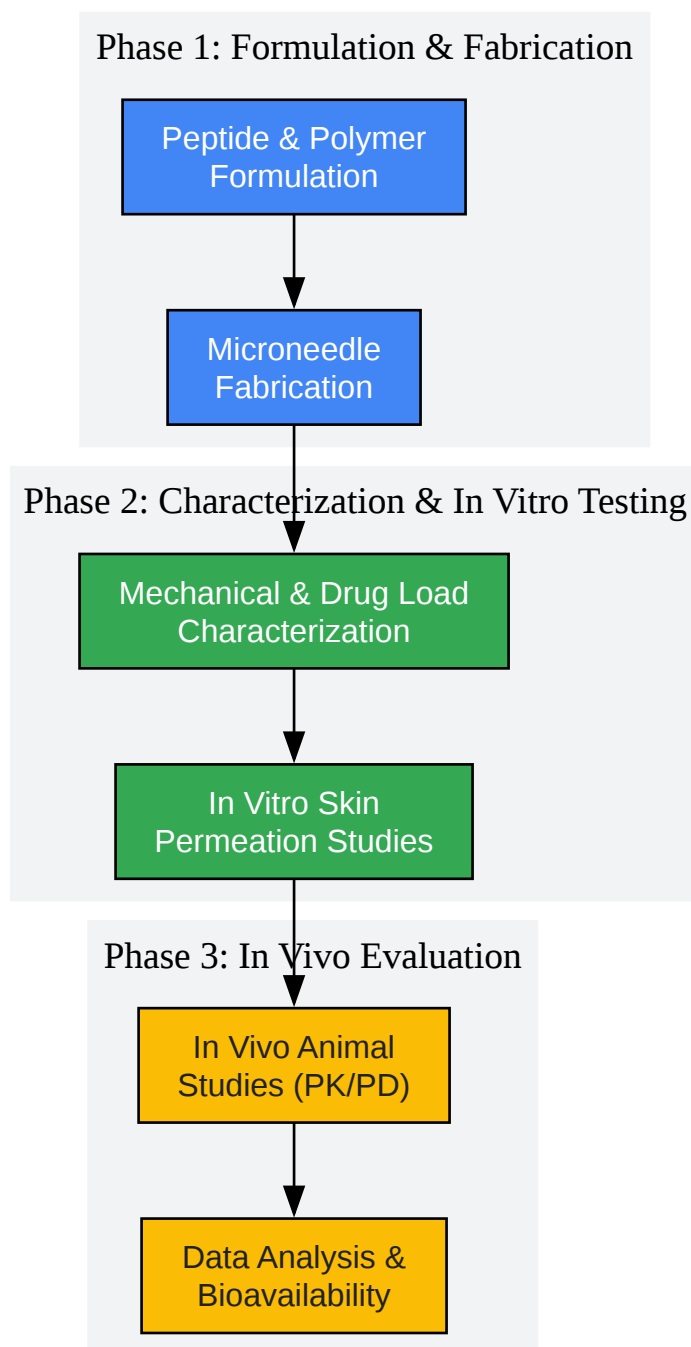 Phase 1: Formulation & Fabrication
Peptide & Polymer
Formulation
Microneedle
Fabrication
Phase 2: Characterization & In Vitro Testing
Mechanical & Drug Load
Characterization
In Vitro Skin
Permeation Studies
Phase 3: In Vivo Evaluation
In Vivo Animal
Studies (PK/PD)
Data Analysis &
Bioavailability